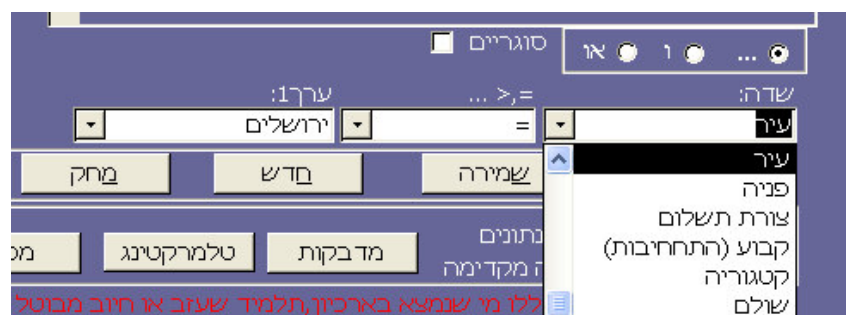 ... ו או סוגריים
שדה: =,< ... ערך1:
עיר = ירושלים
עיר
פניה
צורת תשלום
קבוע (התחחיבות)
קטגוריה
שולם
שמירה חדש מחק
נתונים
מקדימה
מדבקות טלמרקטינג
ללו מי שנמצא בארכיון,תלמיד שעזב או חיוב מבוטל